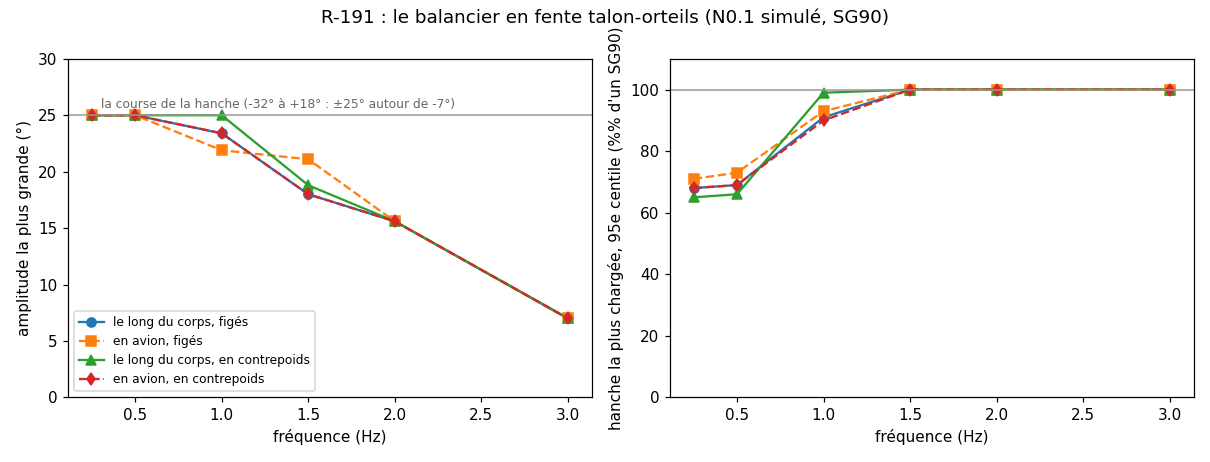 R-191 : le balancier en fente talon-orteils (N0.1 simulé, SG90)
amplitude la plus grande (°)
30
25
20
15
10
5
0
la course de la hanche (-32° à +18° : ±25° autour de -7°)
le long du corps, figés
en avion, figés
le long du corps, en contrepoids
en avion, en contrepoids
0.5 1.0 1.5 2.0 2.5 3.0
fréquence (Hz)
hanche la plus chargée, 95e centile (%% d'un SG90)
100
80
60
40
20
0
0.5 1.0 1.5 2.0 2.5 3.0
fréquence (Hz)